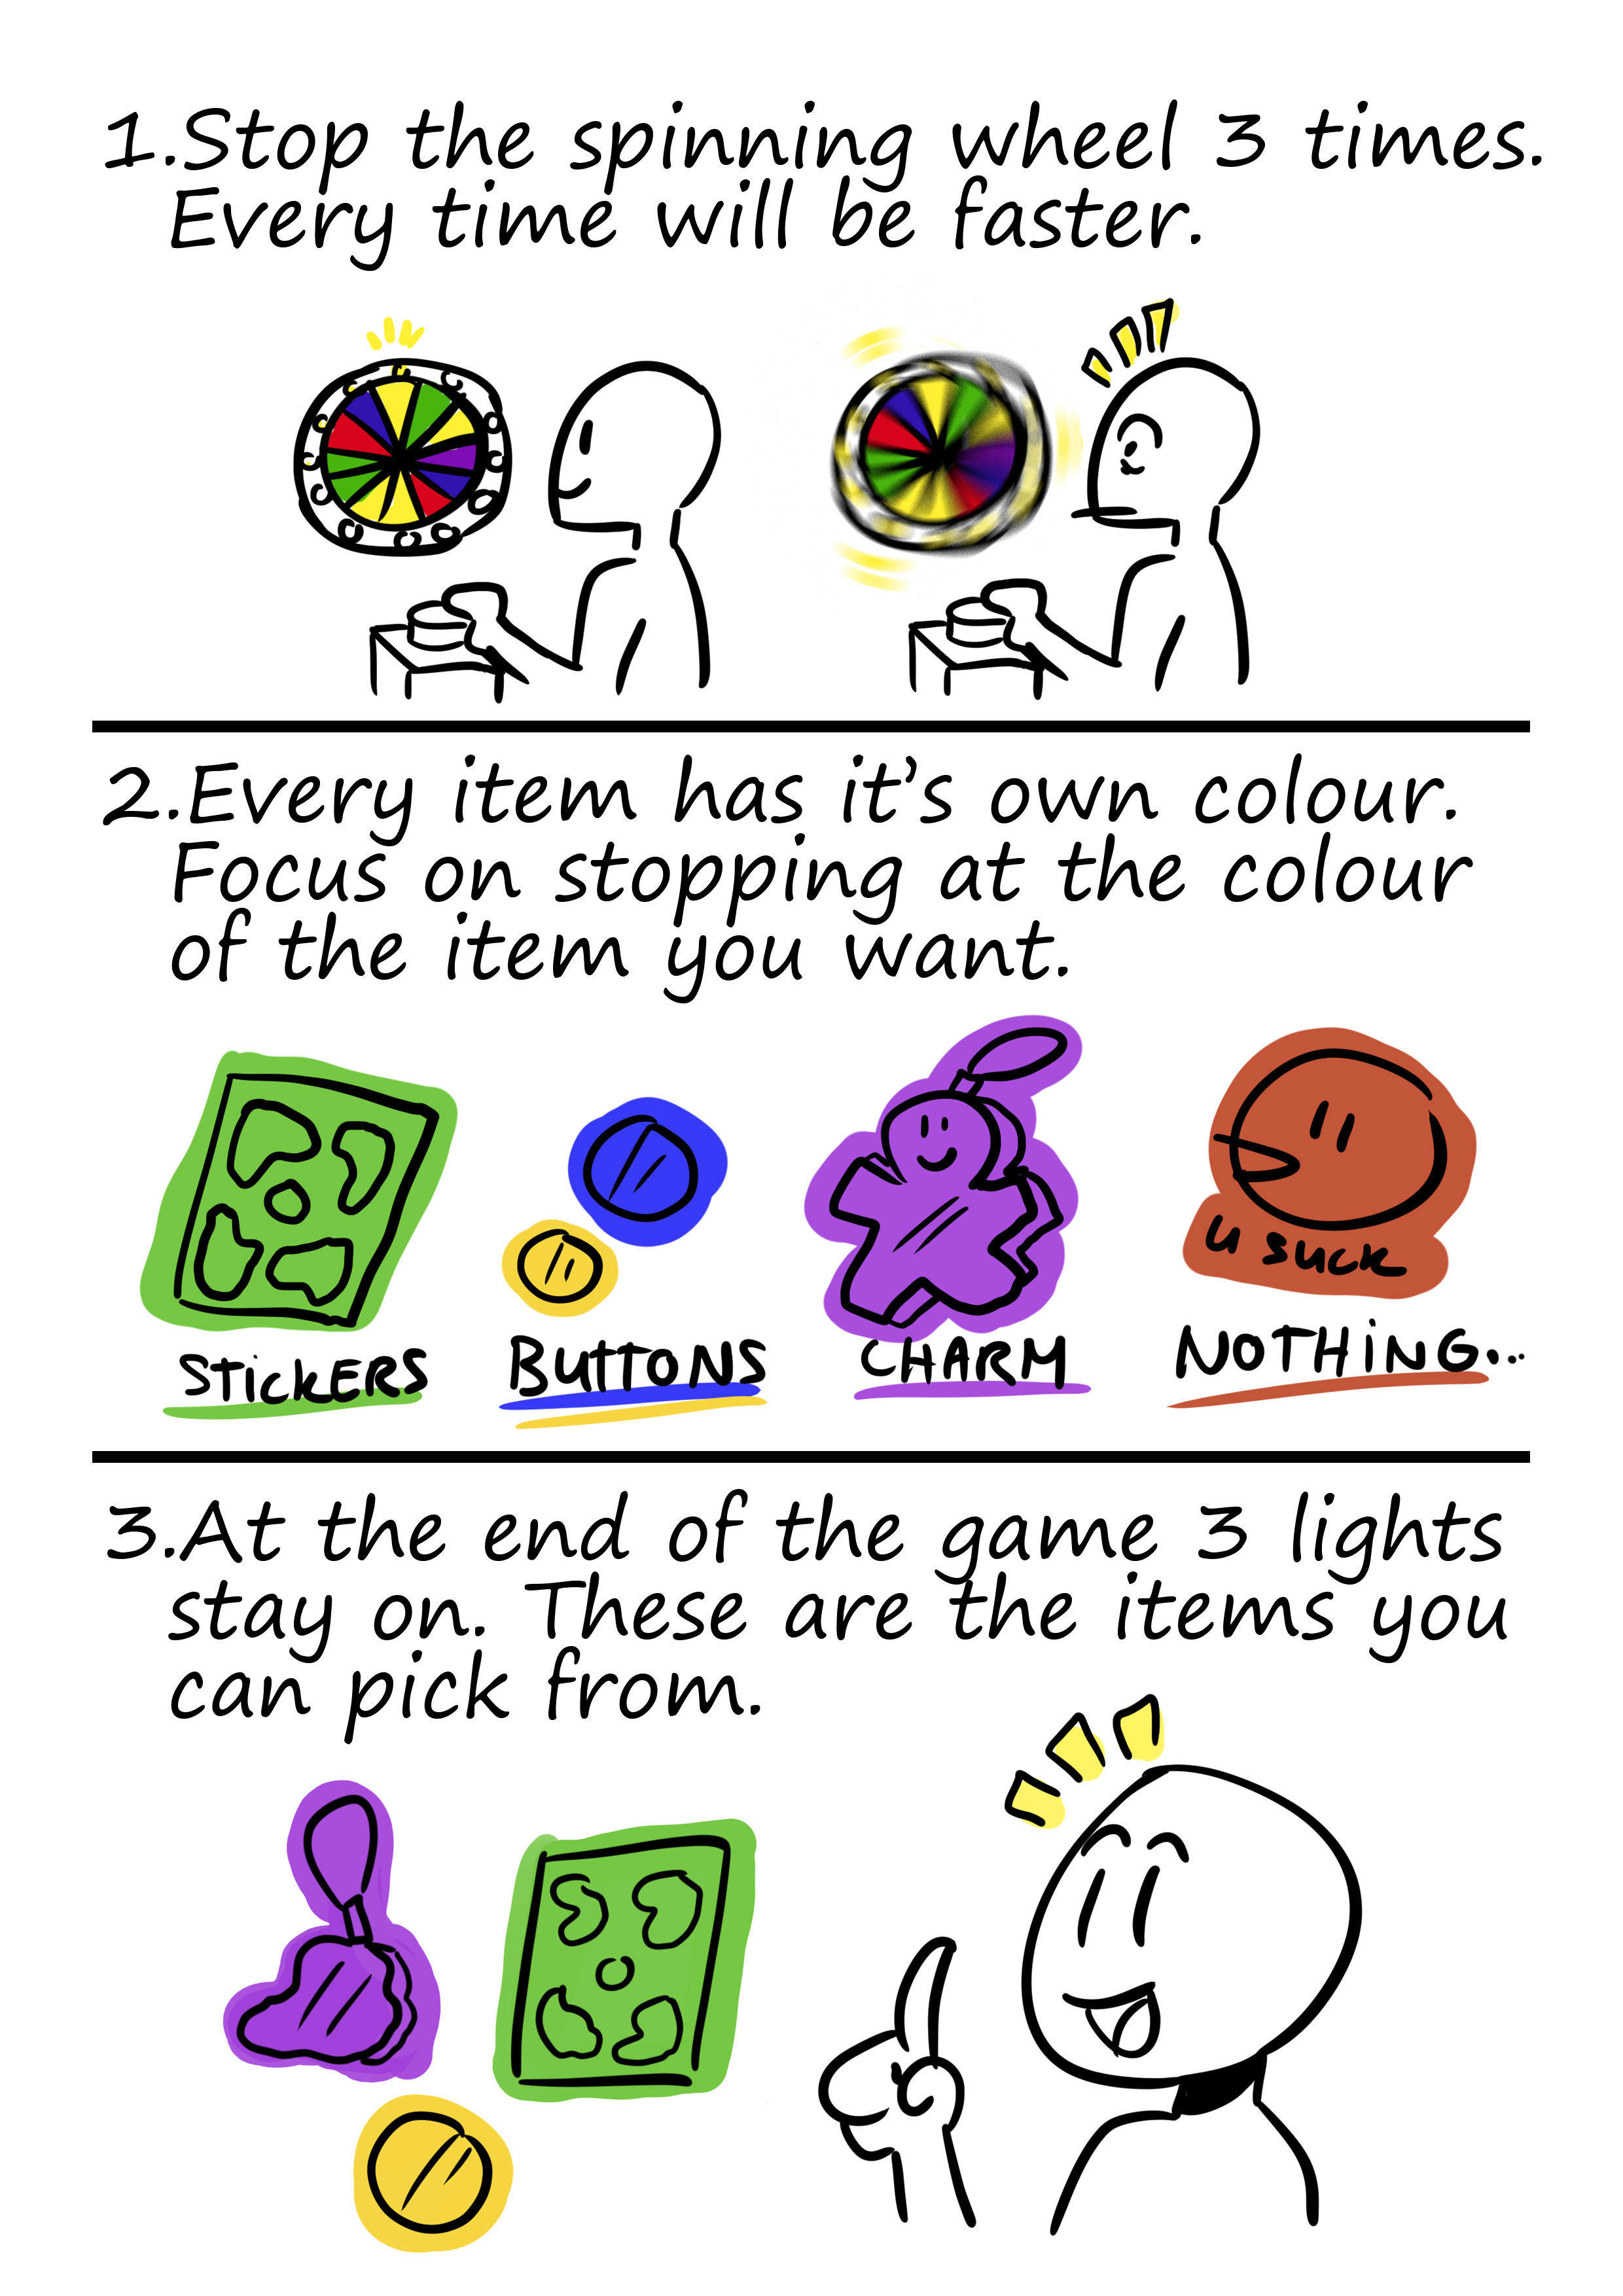 1.Stop the spinning wheel 3 times.
Every time will be faster.
2.Every item has it's own colour.
Focus on stopping at the colour
of the item you want.
u suck
STickERS
BUTTONS
CHARM
NOTHiNG...
3.At the end of the game 3 lights
stay on. These are the items you
can pick from.